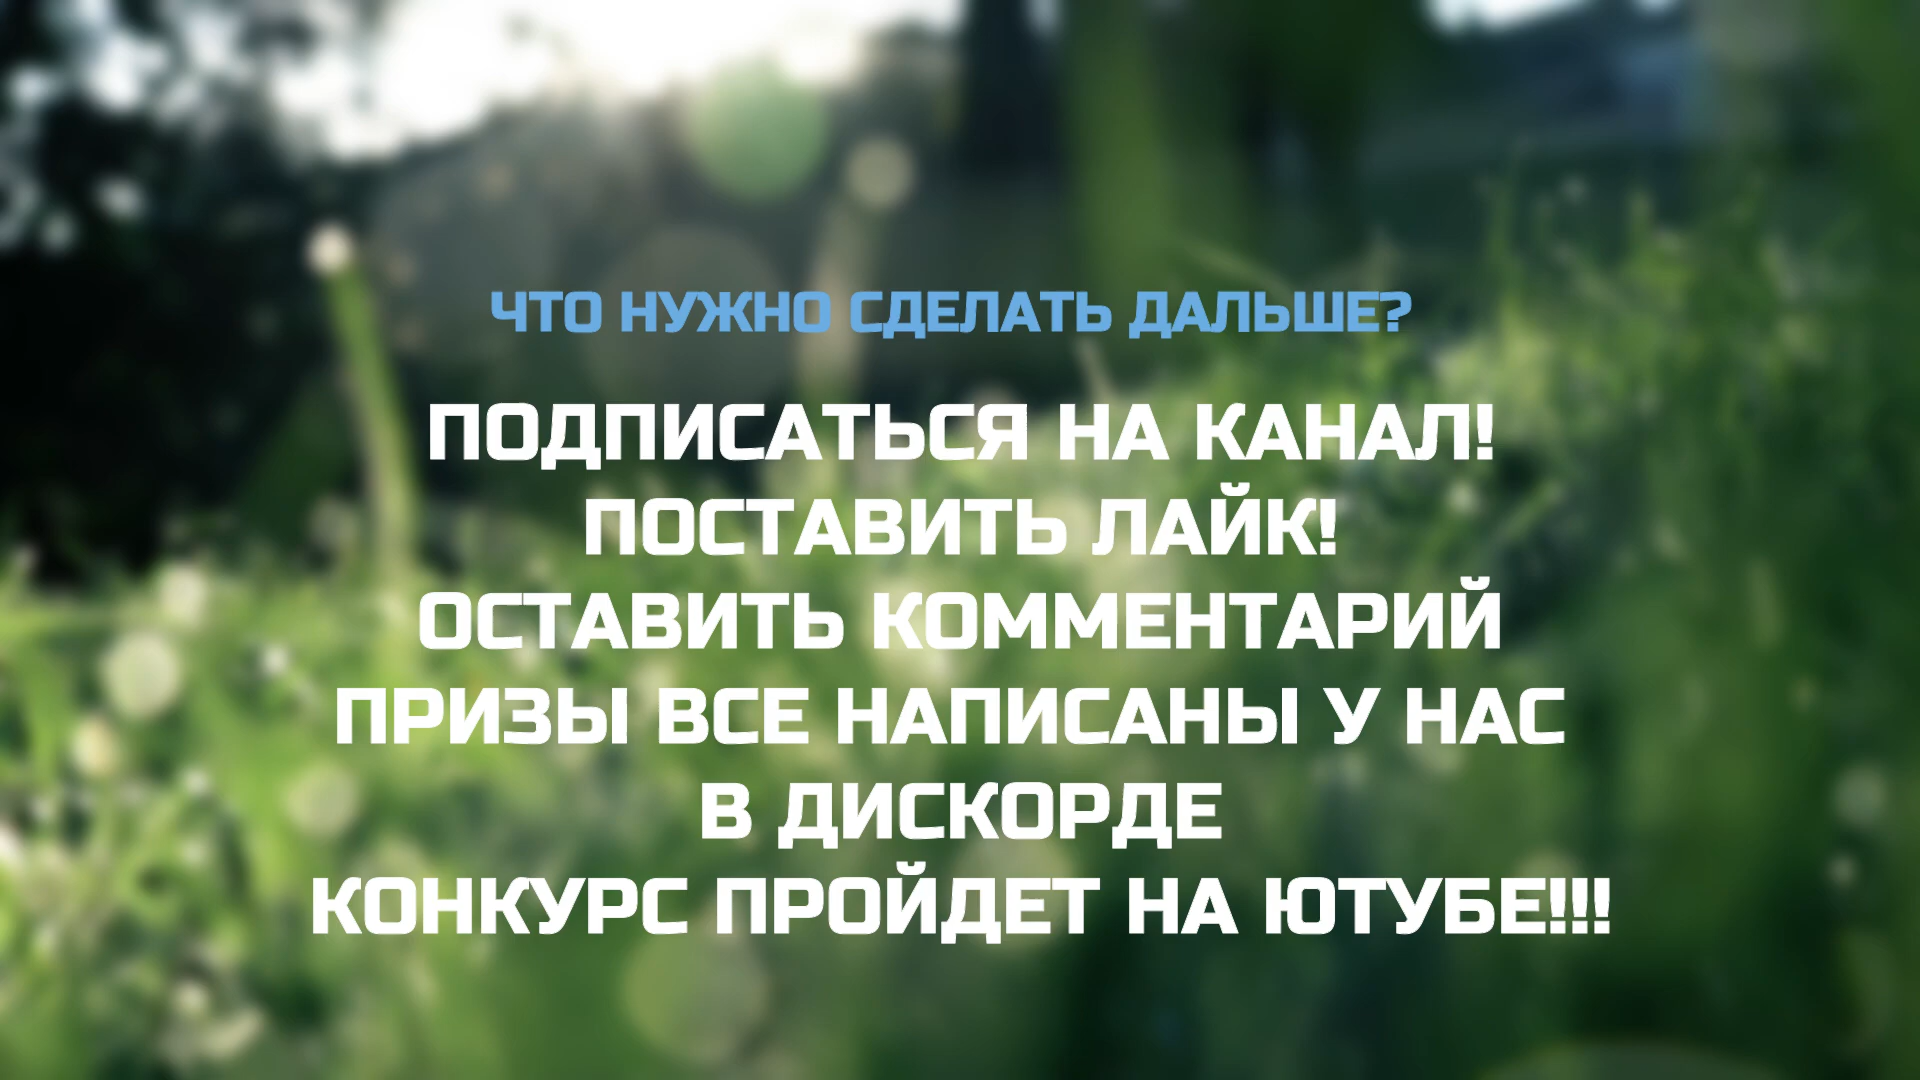 ЧТО НУЖНО СДЕЛАТЬ ДАЛЬШЕ?
ПОДПИСАТЬСЯ НА КАНАЛ!
ПОСТАВИТЬ ЛАЙК!
ОСТАВИТЬ КОММЕНТАРИЙ
ПРИЗЫ ВСЕ НАПИСАНЫ У НАС
В ДИСКОРДЕ
КОНКУРС ПРОЙДЕТ НА ЮТУБЕ!!!